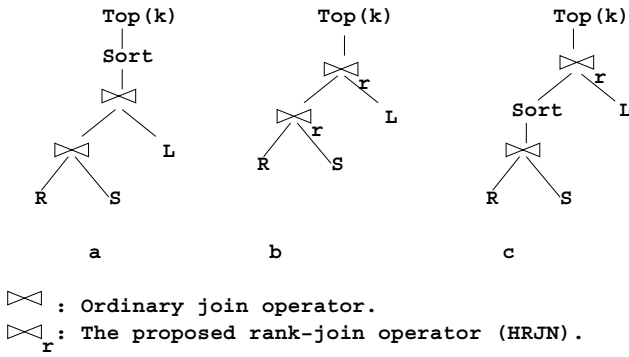 Top(k) Top(k) Top(k)
Sort
r r
L L L
Sort
r
R S R S
R S
a b c
: Ordinary join operator.
r : The proposed rank-join operator (HRJN).